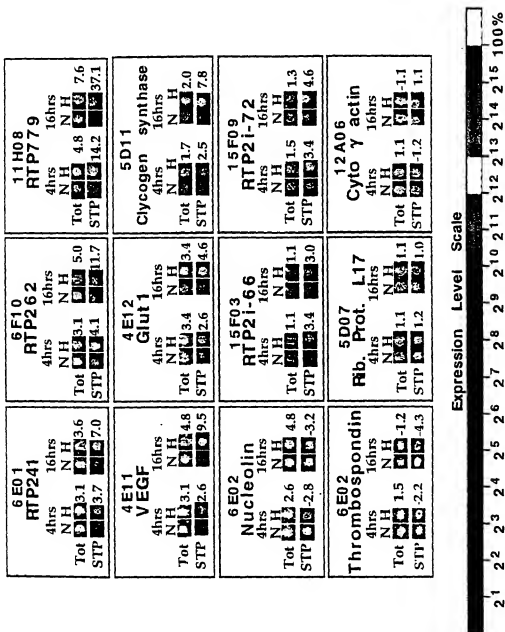 6E01
RTP241
4hrs 16hrs
N H N H
Tot 3.1 3.6
STP 3.7 7.0
6F10
RTP262
4hrs 16hrs
N H N H
Tot 3.1 5.0
STP 4.1 11.7
11H08
RTP779
4hrs 16hrs
N H N H
Tot 4.8 7.6
STP 14.2 37.1
4E11
VEGF
4hrs 16hrs
N H N H
Tot 3.1 4.8
STP 2.6 9.5
4E12
Glut1
4hrs 16hrs
N H N H
Tot 3.4 3.4
STP 2.6 4.6
5D11
Clycogen synthase
4hrs 16hrs
N H N H
Tot 1.7 2.0
STP 2.5 7.8
6E02
Nucleolin
4hrs 16hrs
N H N H
Tot 2.6 4.8
STP -2.8 -3.2
15F03
RTP2i-66
4hrs 16hrs
N H N H
Tot 1.1 1.1
STP 3.4 3.0
15F09
RTP2i-72
4hrs 16hrs
N H N H
Tot 1.5 1.3
STP 3.4 4.6
6E02
Thrombospondin
4hrs 16hrs
N H N H
Tot 1.5 -1.2
STP -2.2 -4.3
5D07
Rib. Prot. L17
4hrs 16hrs
N H N H
Tot 1.1 1.1
STP 1.2 1.0
12A06
Cyto γ actin
4hrs 16hrs
N H N H
Tot 1.1 -1.1
STP -1.2 1.1
Expression Level Scale
2¹ 2² 2³ 2⁴ 2⁵ 2⁶ 2⁷ 2⁸ 2⁹ 2¹⁰ 2¹¹ 2¹² 2¹³ 2¹⁴ 2¹⁵ 100%